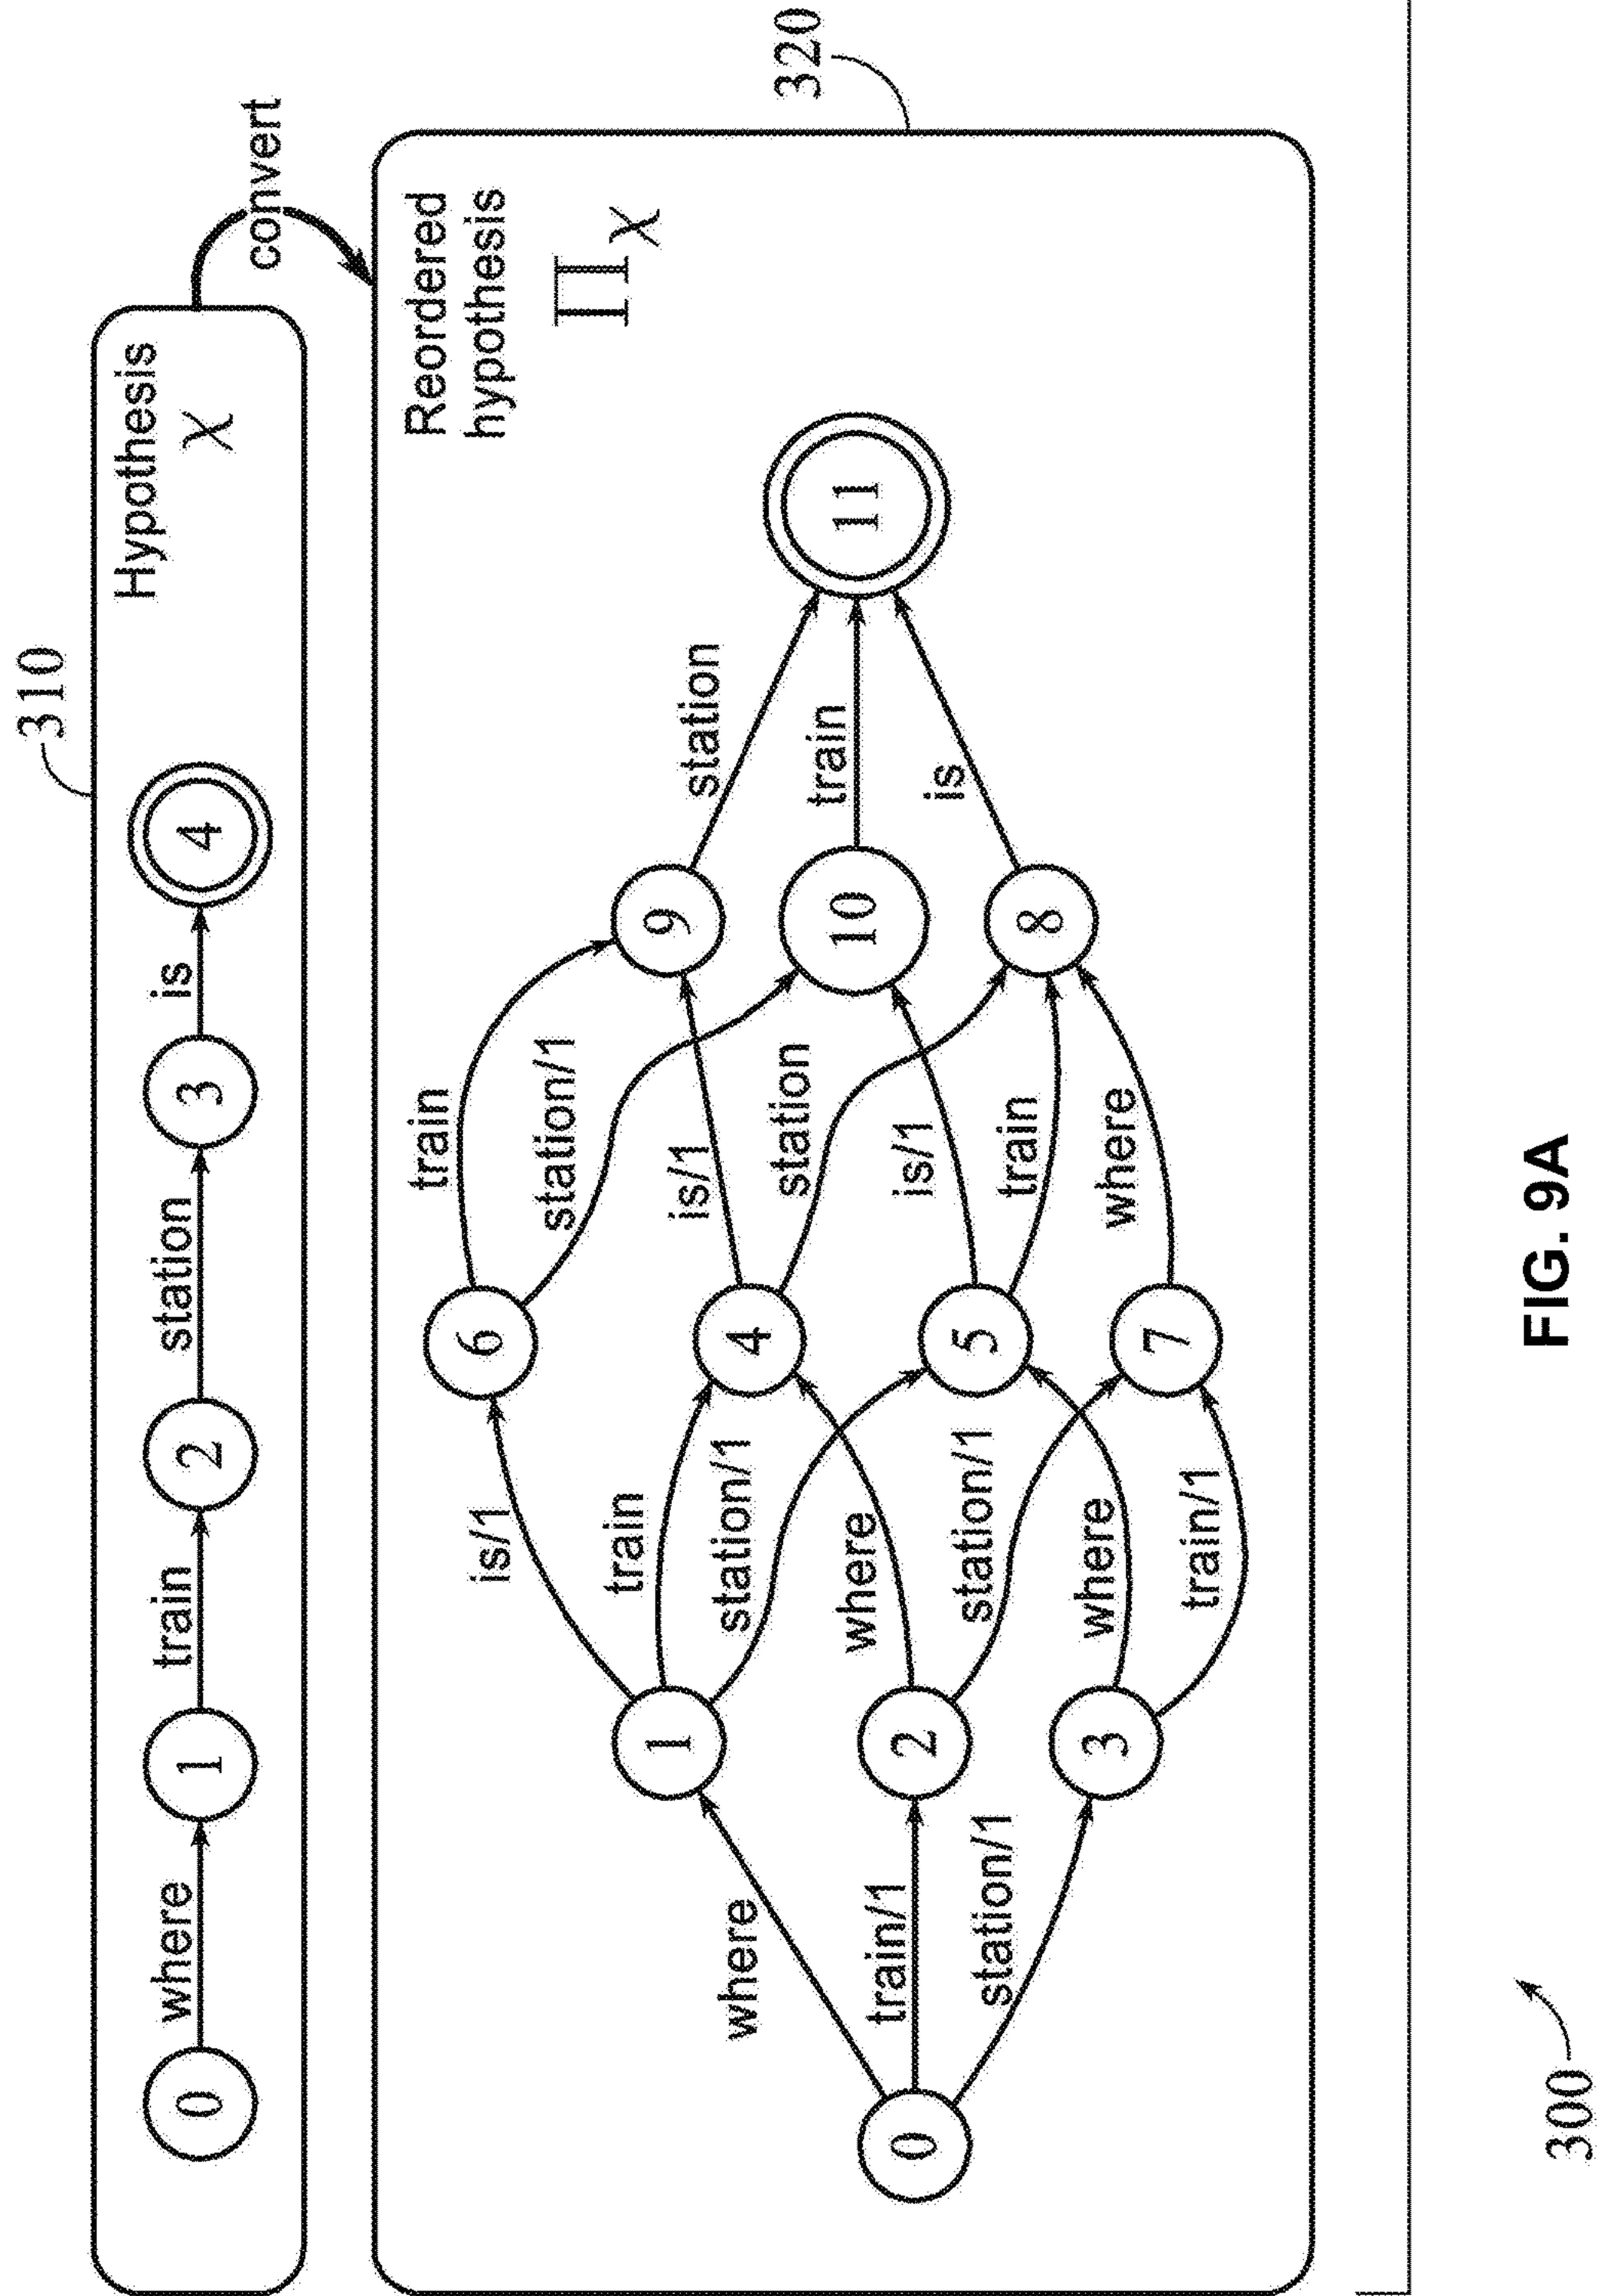 310
Hypothesis
χ
0 where 1 train 2 station 3 is 4
convert
320
Reordered
hypothesis
Π χ
is/1
6
train
station/1
where
1
train
station/1
4
is/1
station
9
station
0
train/1
2
where
station/1
5
is/1
train
10
train
11
station/1
3
where
train/1
7
where
8
is
300
FIG. 9A